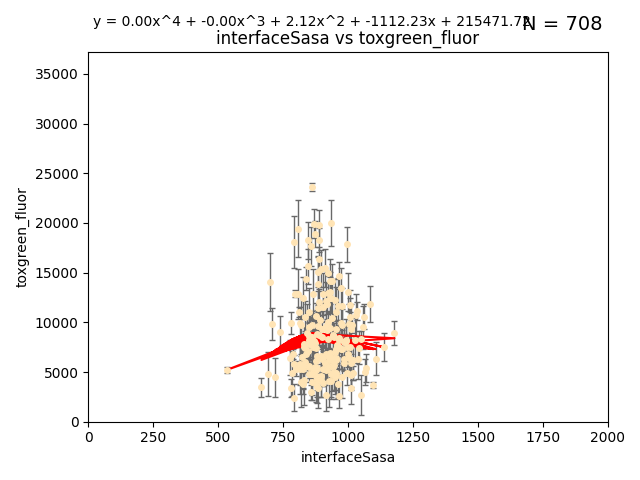 y = 0.00x^4 + -0.00x^3 + 2.12x^2 + -1112.23x + 215471.72
N = 708
interfaceSasa vs toxgreen_fluor
35000
30000
25000
20000
15000
10000
5000
0
toxgreen_fluor
0 250 500 750 1000 1250 1500 1750 2000
interfaceSasa